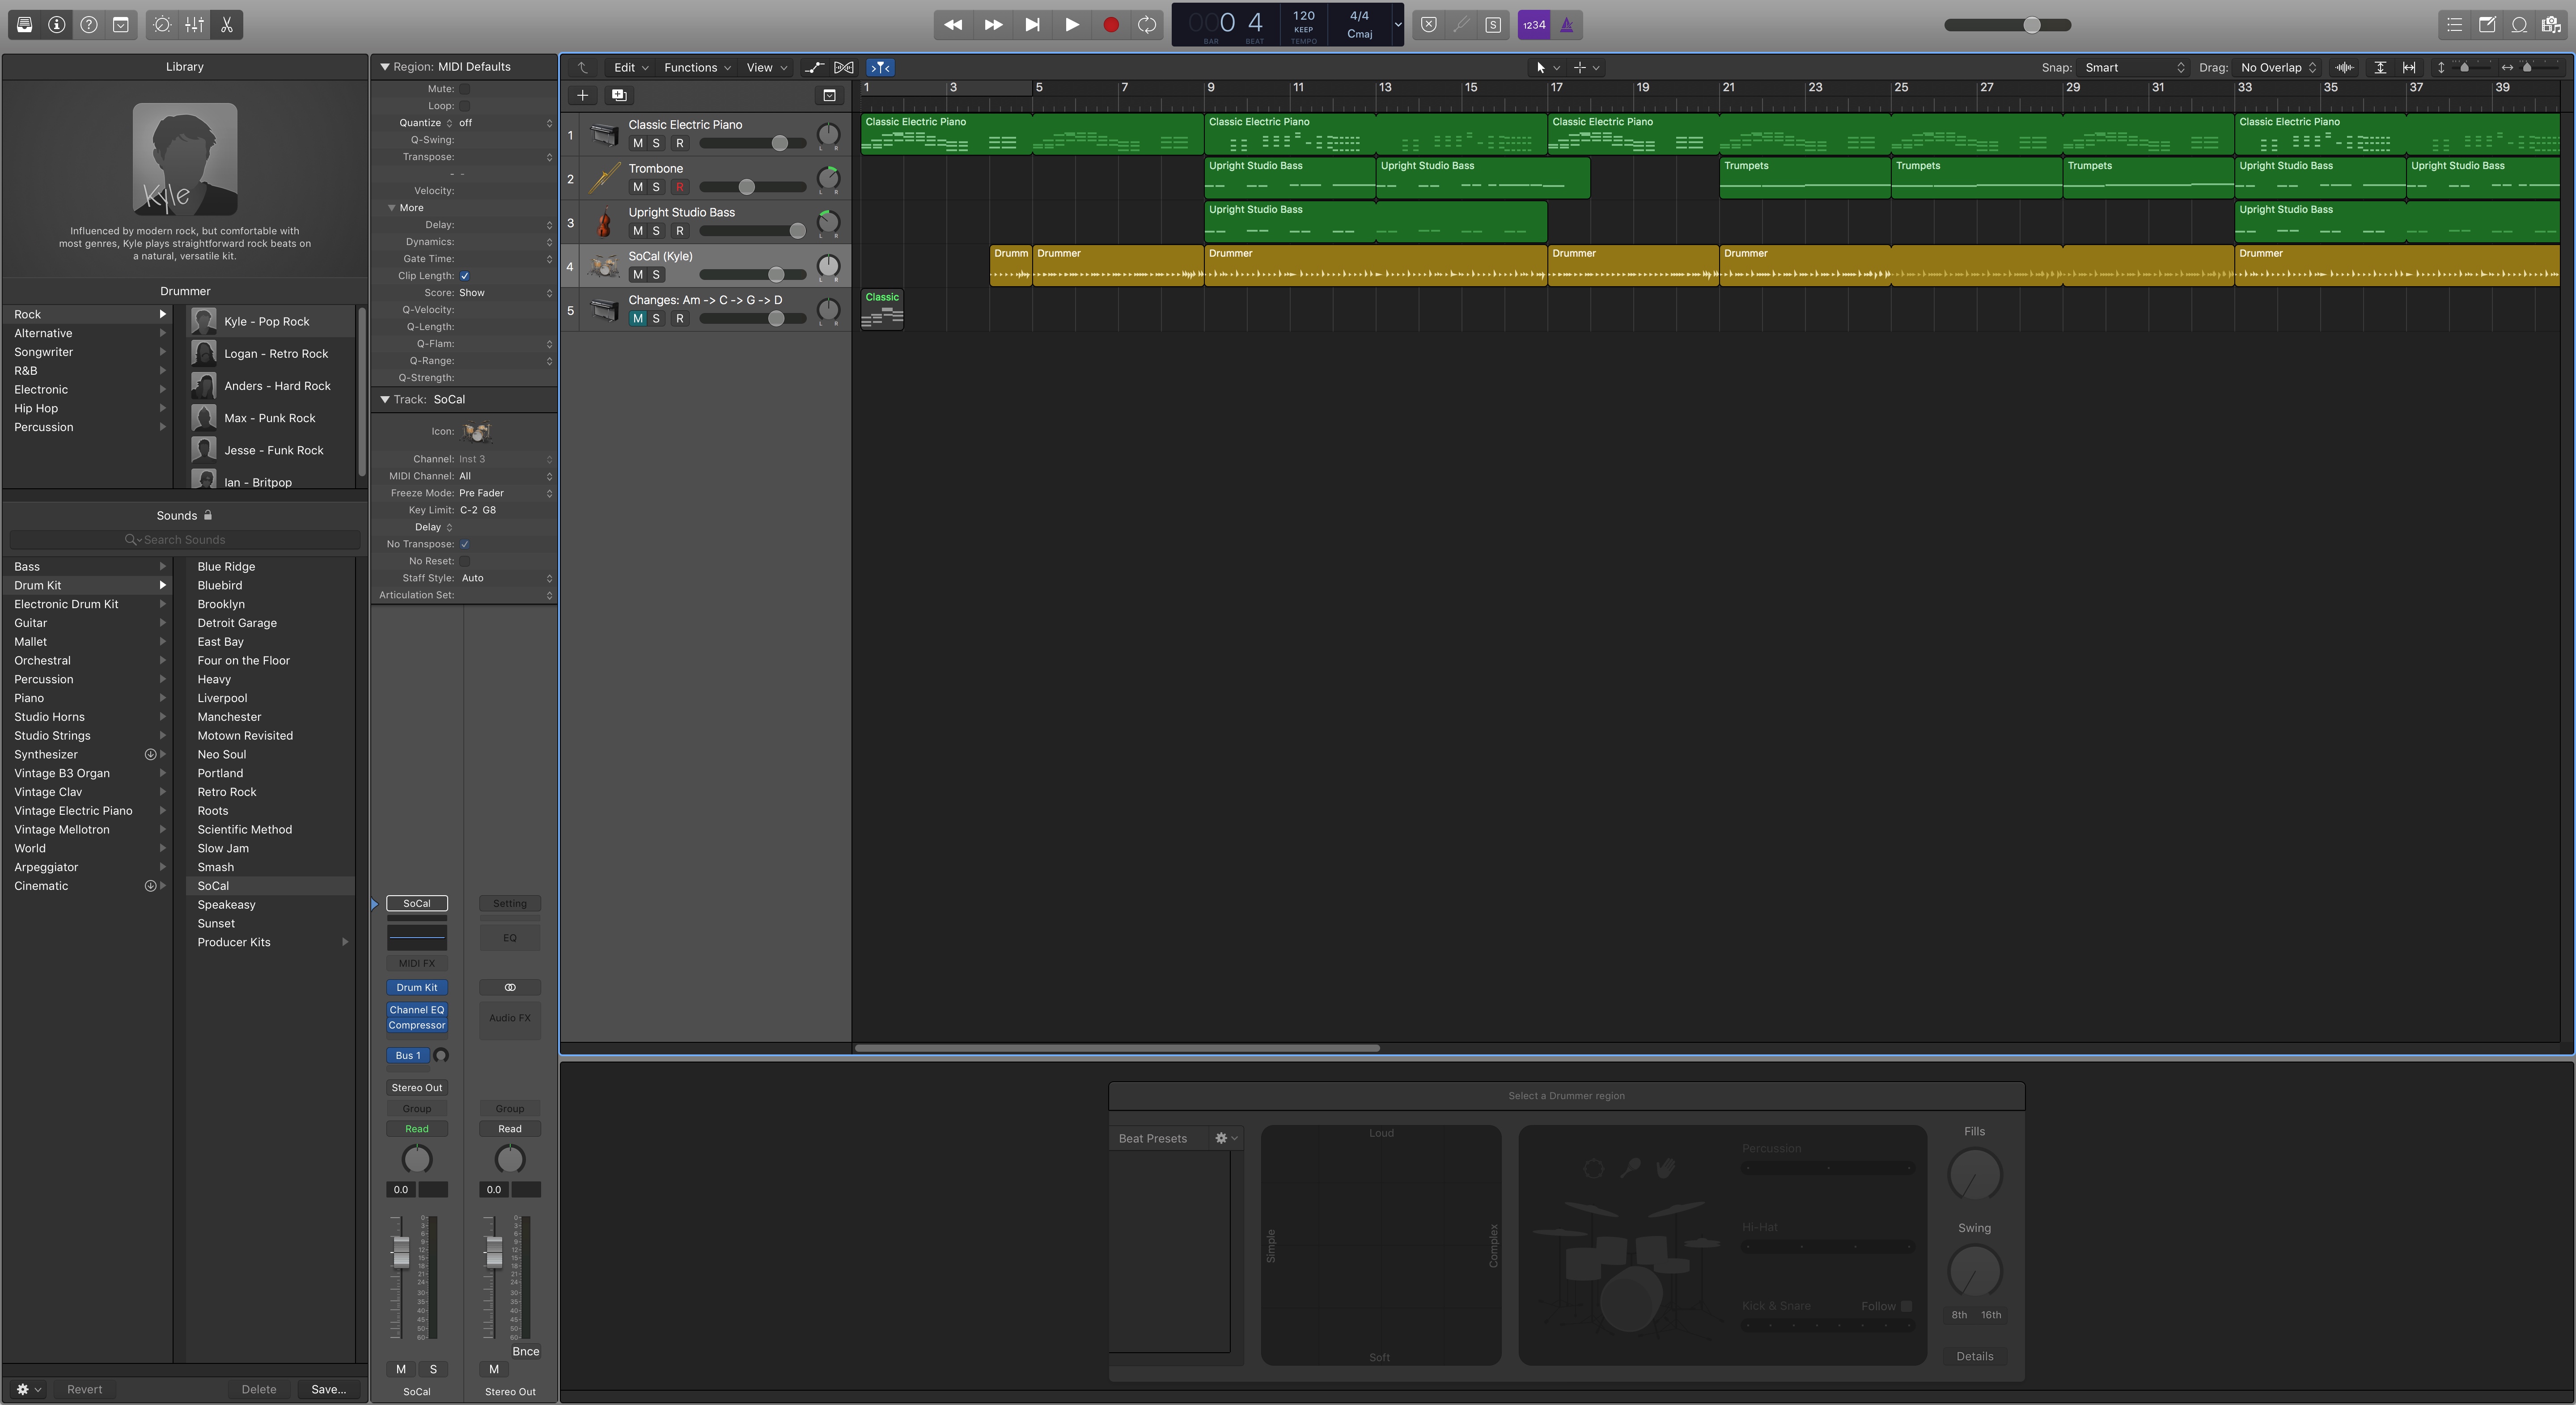 1234
000 4
BAR
BEAT
120
KEEP
TEMPO
4/4
Cmaj
S
Library
Kyle
Influenced by modern rock, but comfortable with
most genres, Kyle plays straightforward rock beats on
a natural, versatile kit.
Drummer
Rock
Alternative
Songwriter
R&B
Electronic
Hip Hop
Percussion
Kyle - Pop Rock
Logan - Retro Rock
Anders - Hard Rock
Max - Punk Rock
Jesse - Funk Rock
Ian - Britpop
Sounds
Search Sounds
Bass
Drum Kit
Electronic Drum Kit
Guitar
Mallet
Orchestral
Percussion
Piano
Studio Horns
Studio Strings
Synthesizer
Vintage B3 Organ
Vintage Clav
Vintage Electric Piano
Vintage Mellotron
World
Arpeggiator
Cinematic
Blue Ridge
Bluebird
Brooklyn
Detroit Garage
East Bay
Four on the Floor
Heavy
Liverpool
Manchester
Motown Revisited
Neo Soul
Portland
Retro Rock
Roots
Scientific Method
Slow Jam
Smash
SoCal
Speakeasy
Sunset
Producer Kits
Revert
Delete
Save...
Region: MIDI Defaults
Mute:
Loop:
Quantize off
Q-Swing:
Transpose:
- -
Velocity:
More
Delay:
Dynamics:
Gate Time:
Clip Length:
Score: Show
Q-Velocity:
Q-Length:
Q-Flam:
Q-Range:
Q-Strength:
Track: SoCal
Icon:
Channel: Inst 3
MIDI Channel: All
Freeze Mode: Pre Fader
Key Limit: C-2 G8
Delay
No Transpose:
No Reset:
Staff Style: Auto
Articulation Set:
SoCal
MIDI FX
Drum Kit
Channel EQ
Compressor
Bus 1
Stereo Out
Group
Read
0.0
M S
SoCal
Setting
EQ
Audio FX
Group
Read
0.0
Bnce
M
Stereo Out
Edit Functions View
Snap: Smart
Drag: No Overlap
1 3 5 7 9 11 13 15 17 19 21 23 25 27 29 31 33 35 37 39
1 Classic Electric Piano
M S R
L R
Classic Electric Piano Classic Electric Piano Classic Electric Piano Classic Electric Piano
2 Trombone
M S R
L R
Upright Studio Bass Upright Studio Bass Trumpets Trumpets Trumpets Upright Studio Bass Upright Studio Bass
3 Upright Studio Bass
M S R
L R
Upright Studio Bass Upright Studio Bass
4 SoCal (Kyle)
M S
L R
Drumm Drummer Drummer Drummer Drummer Drummer
5 Changes: Am -> C -> G -> D
M S R
L R
Classic
Select a Drummer region
Beat Presets
Loud
Simple
Complex
Soft
Percussion
Hi-Hat
Kick & Snare
Follow
Fills
Swing
8th 16th
Details